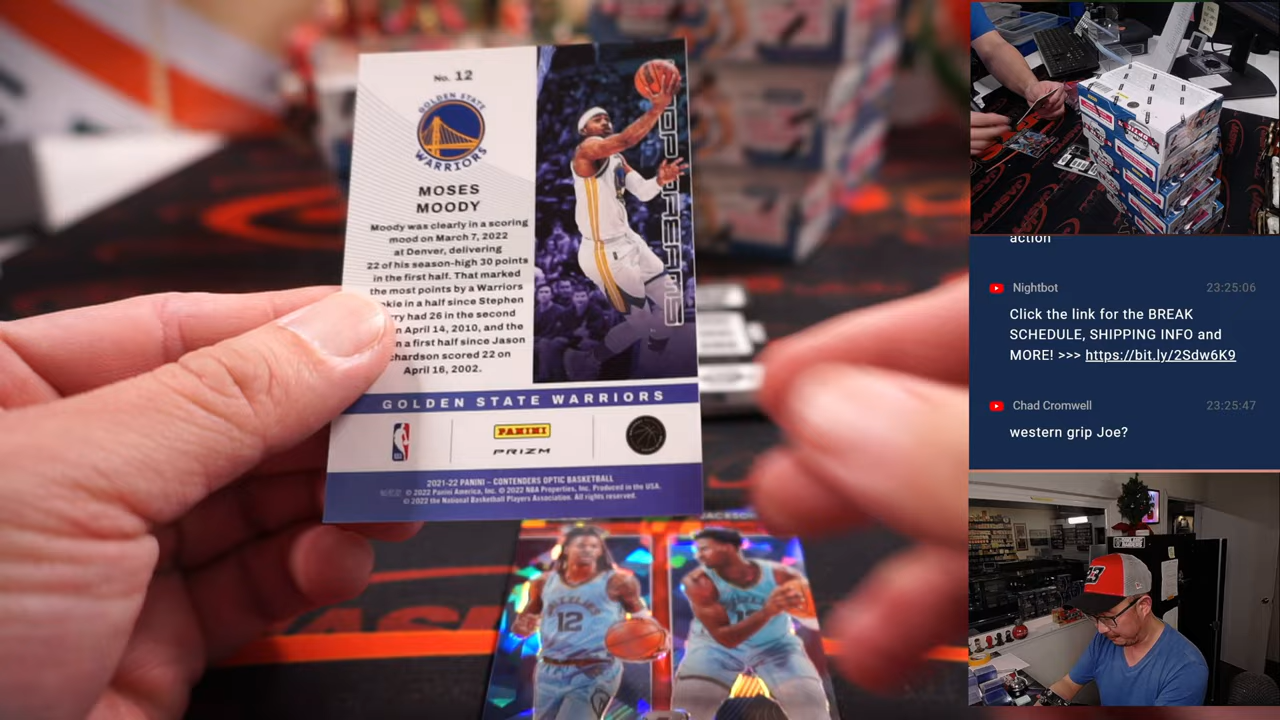 No. 12
GOLDEN STATE
WARRIORS
MOSES
MOODY
Moody was clearly in a scoring
mood on March 7, 2022
at Denver, delivering
22 of his season-high 30 points
in the first half. That marked
the most points by a Warriors
kie in a half since Stephen
rry had 26 in the second
n April 14, 2010, and the
n a first half since Jason
chardson scored 22 on
April 16, 2002.
GOLDEN STATE WARRIORS
NBA
PANINI
PRIZM
2021-22 PANINI – CONTENDERS OPTIC BASKETBALL
© 2022 Panini America, Inc. © 2022 NBA Properties, Inc. Produced in the USA.
© 2022 the National Basketball Players Association. All rights reserved.
12
action
Nightbot 23:25:06
Click the link for the BREAK
SCHEDULE, SHIPPING INFO and
MORE! >>> https://bit.ly/2Sdw6K9
Chad Cromwell 23:25:47
western grip Joe?
23